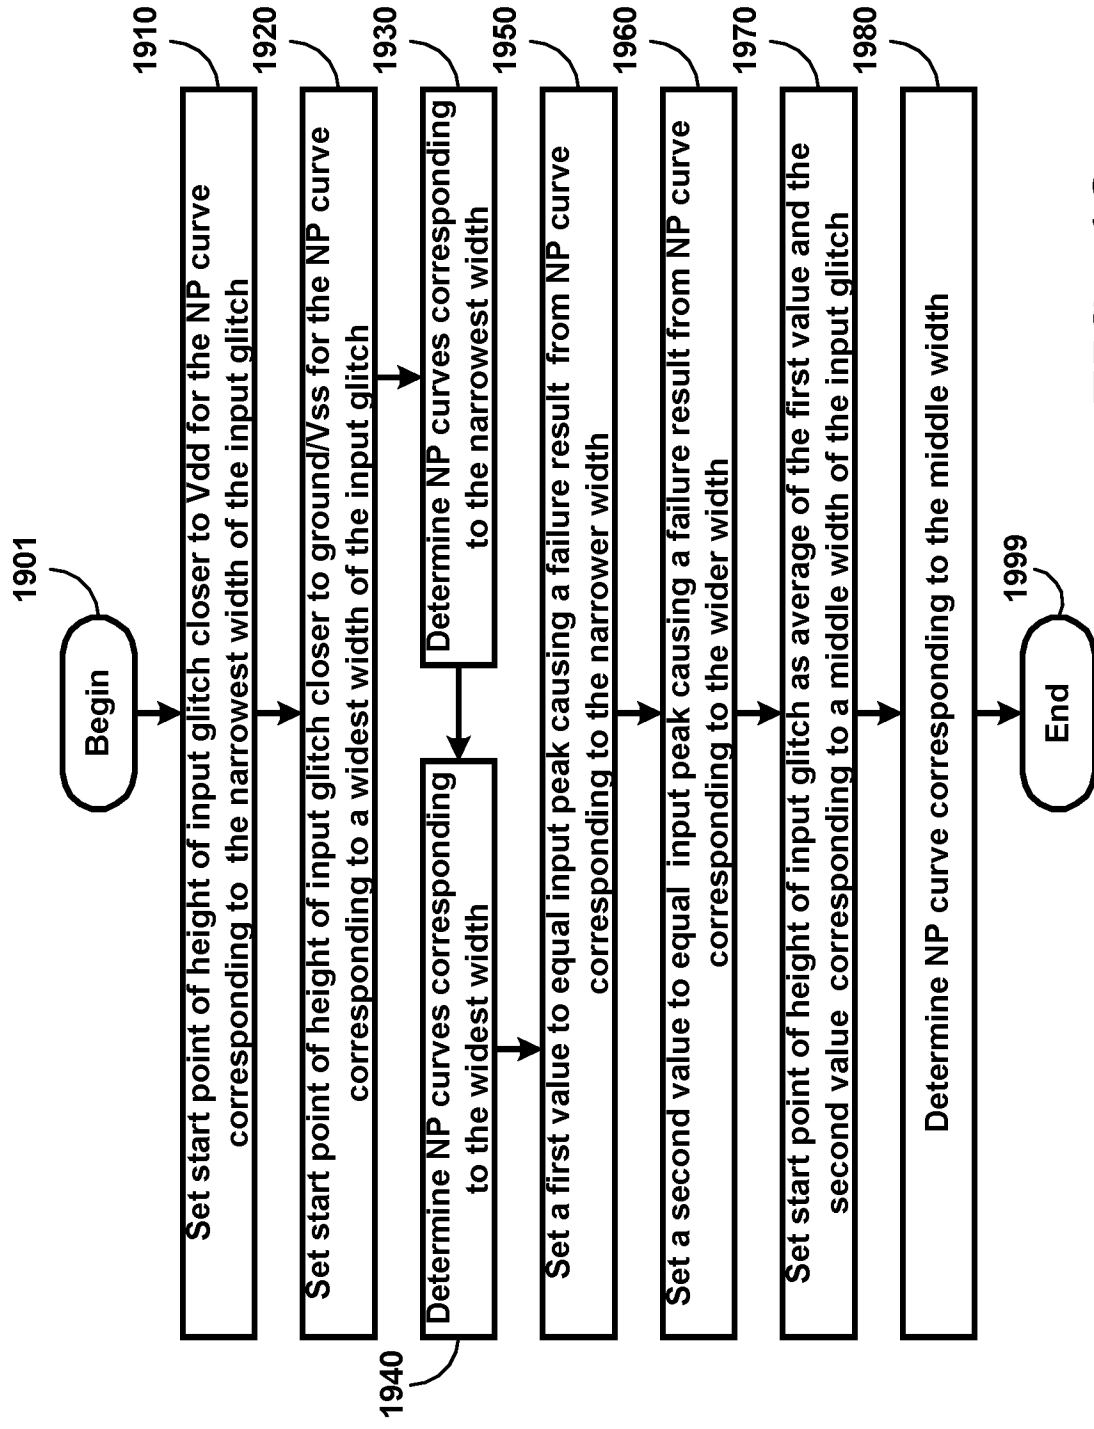 1901
Begin
1910
Set start point of height of input glitch closer to Vdd for the NP curve
corresponding to the narrowest width of the input glitch
1920
Set start point of height of input glitch closer to ground/Vss for the NP curve
corresponding to a widest width of the input glitch
1930
Determine NP curves corresponding
to the narrowest width
1940
Determine NP curves corresponding
to the widest width
1950
Set a first value to equal input peak causing a failure result from NP curve
corresponding to the narrower width
1960
Set a second value to equal input peak causing a failure result from NP curve
corresponding to the wider width
1970
Set start point of height of input glitch as average of the first value and the
second value corresponding to a middle width of the input glitch
1980
Determine NP curve corresponding to the middle width
1999
End